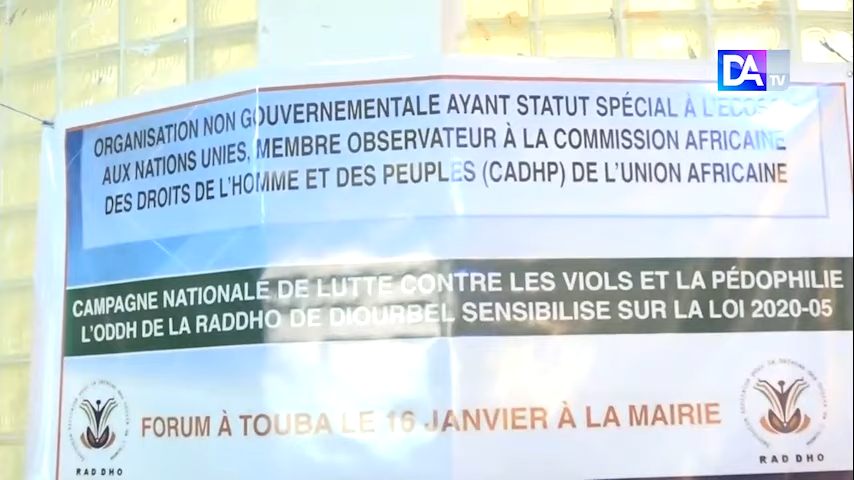 DA TV
ORGANISATION NON GOUVERNEMENTALE AYANT STATUT SPÉCIAL À L'ECOS
AUX NATIONS UNIES, MEMBRE OBSERVATEUR À LA COMMISSION AFRICAINE
DES DROITS DE L'HOMME ET DES PEUPLES (CADHP) DE L'UNION AFRICAINE
CAMPAGNE NATIONALE DE LUTTE CONTRE LES VIOLS ET LA PÉDOPHILIE
L'ODDH DE LA RADDHO DE DIOURBEL SENSIBILISE SUR LA LOI 2020-05
FORUM À TOUBA LE 16 JANVIER À LA MAIRIE
RADDHO
RADDHO